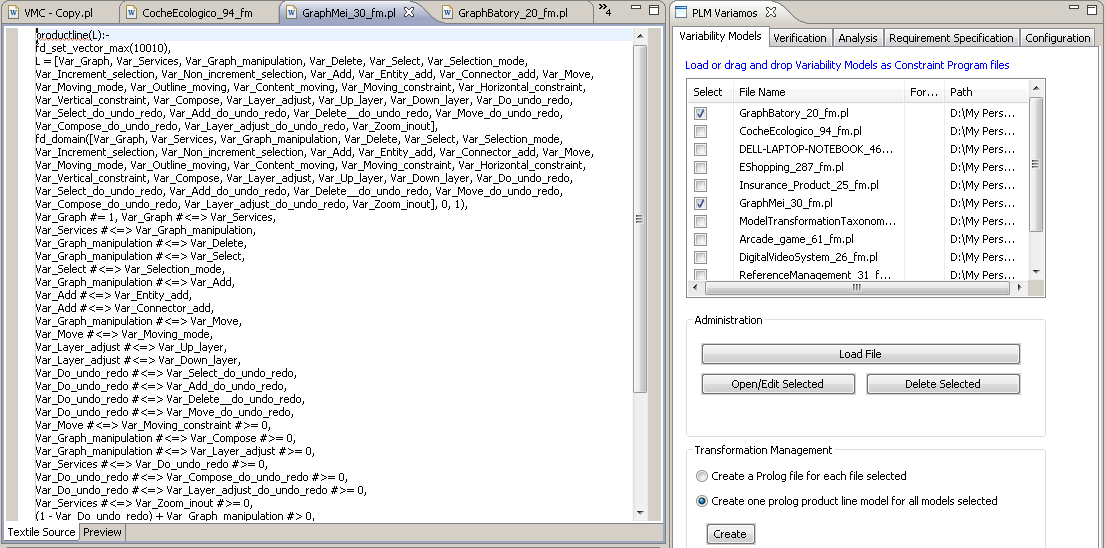 VMC - Copy.pl
CocheEcologico_94_fm
GraphMei_30_fm.pl
GraphBatory_20_fm.pl
4
productline(L):-
fd_set_vector_max(10010),
L = [Var_Graph, Var_Services, Var_Graph_manipulation, Var_Delete, Var_Select, Var_Selection_mode,
Var_Increment_selection, Var_Non_increment_selection, Var_Add, Var_Entity_add, Var_Connector_add, Var_Move,
Var_Moving_mode, Var_Outline_moving, Var_Content_moving, Var_Moving_constraint, Var_Horizontal_constraint,
Var_Vertical_constraint, Var_Compose, Var_Layer_adjust, Var_Up_layer, Var_Down_layer, Var_Do_undo_redo,
Var_Select_do_undo_redo, Var_Add_do_undo_redo, Var_Delete__do_undo_redo, Var_Move_do_undo_redo,
Var_Compose_do_undo_redo, Var_Layer_adjust_do_undo_redo, Var_Zoom_inout],
fd_domain([Var_Graph, Var_Services, Var_Graph_manipulation, Var_Delete, Var_Select, Var_Selection_mode,
Var_Increment_selection, Var_Non_increment_selection, Var_Add, Var_Entity_add, Var_Connector_add, Var_Move,
Var_Moving_mode, Var_Outline_moving, Var_Content_moving, Var_Moving_constraint, Var_Horizontal_constraint,
Var_Vertical_constraint, Var_Compose, Var_Layer_adjust, Var_Up_layer, Var_Down_layer, Var_Do_undo_redo,
Var_Select_do_undo_redo, Var_Add_do_undo_redo, Var_Delete__do_undo_redo, Var_Move_do_undo_redo,
Var_Compose_do_undo_redo, Var_Layer_adjust_do_undo_redo, Var_Zoom_inout], 0, 1),
Var_Graph #= 1, Var_Graph #<=> Var_Services,
Var_Services #<=> Var_Graph_manipulation,
Var_Graph_manipulation #<=> Var_Delete,
Var_Graph_manipulation #<=> Var_Select,
Var_Select #<=> Var_Selection_mode,
Var_Graph_manipulation #<=> Var_Add,
Var_Add #<=> Var_Entity_add,
Var_Add #<=> Var_Connector_add,
Var_Graph_manipulation #<=> Var_Move,
Var_Move #<=> Var_Moving_mode,
Var_Layer_adjust #<=> Var_Up_layer,
Var_Layer_adjust #<=> Var_Down_layer,
Var_Do_undo_redo #<=> Var_Select_do_undo_redo,
Var_Do_undo_redo #<=> Var_Add_do_undo_redo,
Var_Do_undo_redo #<=> Var_Delete__do_undo_redo,
Var_Do_undo_redo #<=> Var_Move_do_undo_redo,
Var_Move #<=> Var_Moving_constraint #>= 0,
Var_Graph_manipulation #<=> Var_Compose #>= 0,
Var_Graph_manipulation #<=> Var_Layer_adjust #>= 0,
Var_Services #<=> Var_Do_undo_redo #>= 0,
Var_Do_undo_redo #<=> Var_Compose_do_undo_redo #>= 0,
Var_Do_undo_redo #<=> Var_Layer_adjust_do_undo_redo #>= 0,
Var_Services #<=> Var_Zoom_inout #>= 0,
(1 - Var_Do_undo_redo) + Var_Graph_manipulation #> 0,
Textile Source
Preview
PLM Variamos
Variability Models
Verification
Analysis
Requirement Specification
Configuration
Load or drag and drop Variability Models as Constraint Program files
Select File Name For... Path
GraphBatory_20_fm.pl D:\My Pers...
CocheEcologico_94_fm.pl D:\My Pers...
DELL-LAPTOP-NOTEBOOK_46... D:\My Pers...
EShopping_287_fm.pl D:\My Pers...
Insurance_Product_25_fm.pl D:\My Pers...
GraphMei_30_fm.pl D:\My Pers...
ModelTransformationTaxonom... D:\My Pers...
Arcade_game_61_fm.pl D:\My Pers...
DigitalVideoSystem_26_fm.pl D:\My Pers...
ReferenceManagement_31_f... D:\My Pers...
Administration
Load File
Open/Edit Selected
Delete Selected
Transformation Management
Create a Prolog file for each file selected
Create one prolog product line model for all models selected
Create